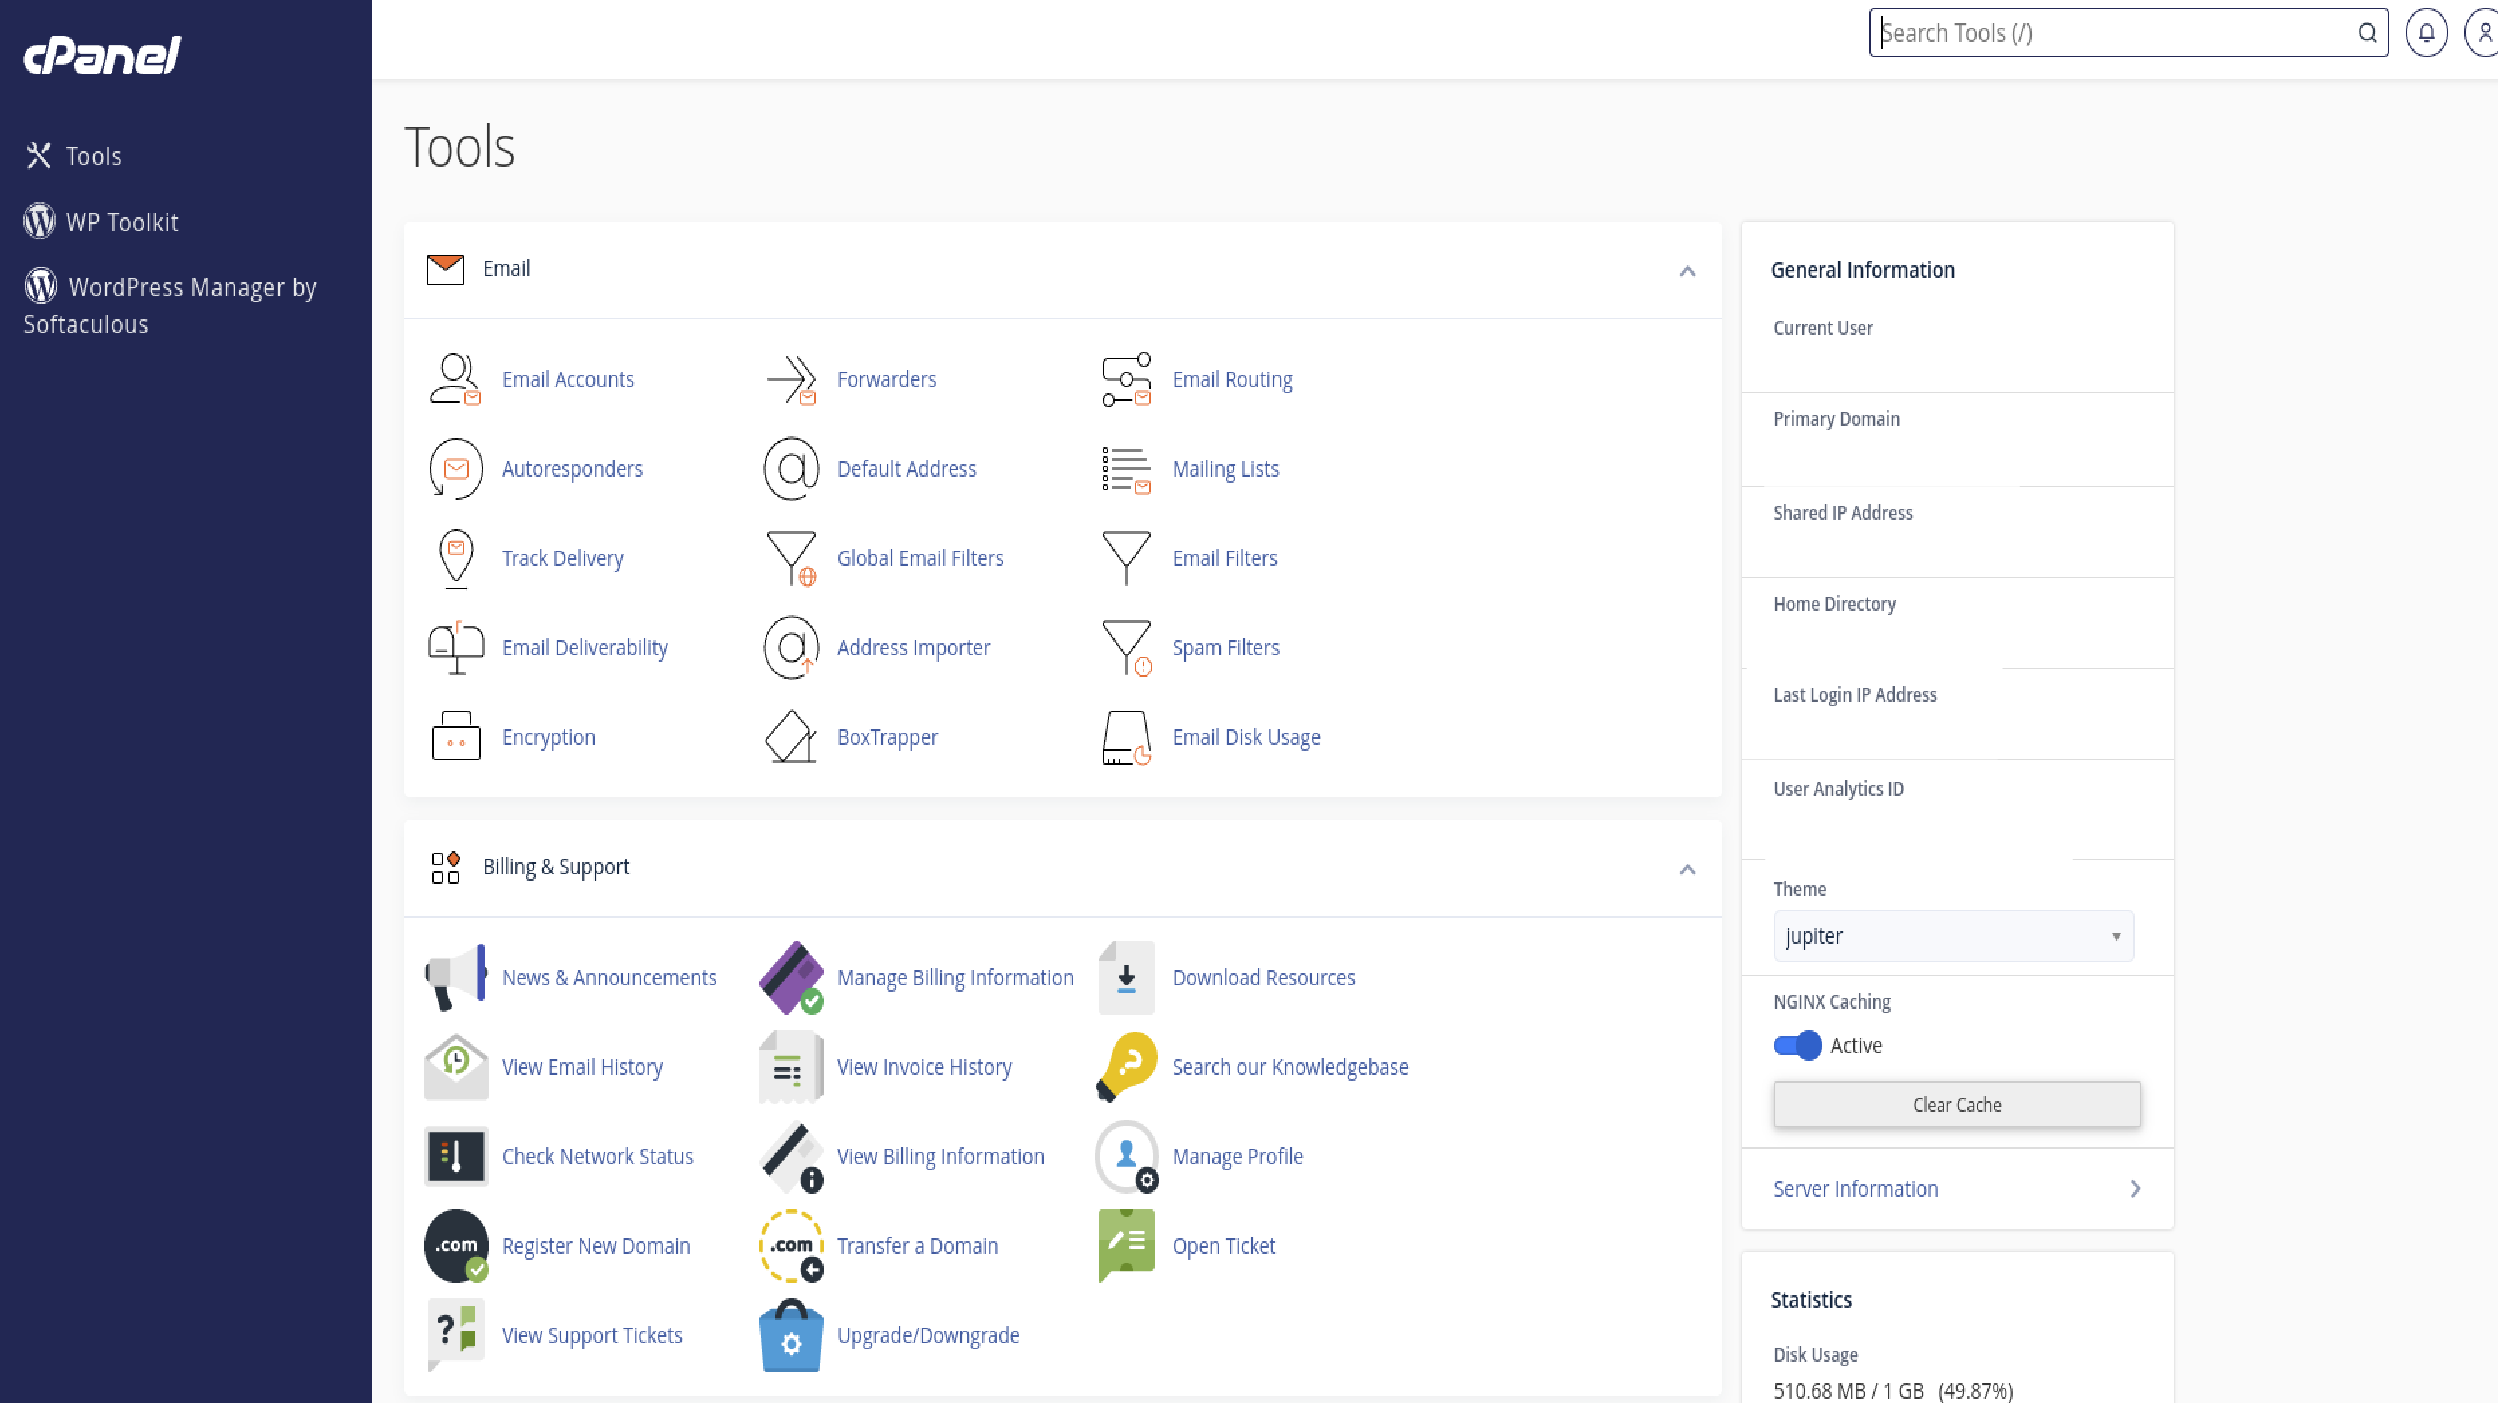 cPanel
Search Tools (/)
Tools
WP Toolkit
WordPress Manager by
Softaculous
Tools
Email
Email Accounts
Forwarders
Email Routing
Autoresponders
Default Address
Mailing Lists
Track Delivery
Global Email Filters
Email Filters
Email Deliverability
Address Importer
Spam Filters
Encryption
BoxTrapper
Email Disk Usage
Billing & Support
News & Announcements
Manage Billing Information
Download Resources
View Email History
View Invoice History
Search our Knowledgebase
Check Network Status
View Billing Information
Manage Profile
.com
Register New Domain
.com
Transfer a Domain
Open Ticket
?
View Support Tickets
Upgrade/Downgrade
General Information
Current User
Primary Domain
Shared IP Address
Home Directory
Last Login IP Address
User Analytics ID
Theme
jupiter
NGINX Caching
Active
Clear Cache
Server Information
Statistics
Disk Usage
510.68 MB / 1 GB (49.87%)